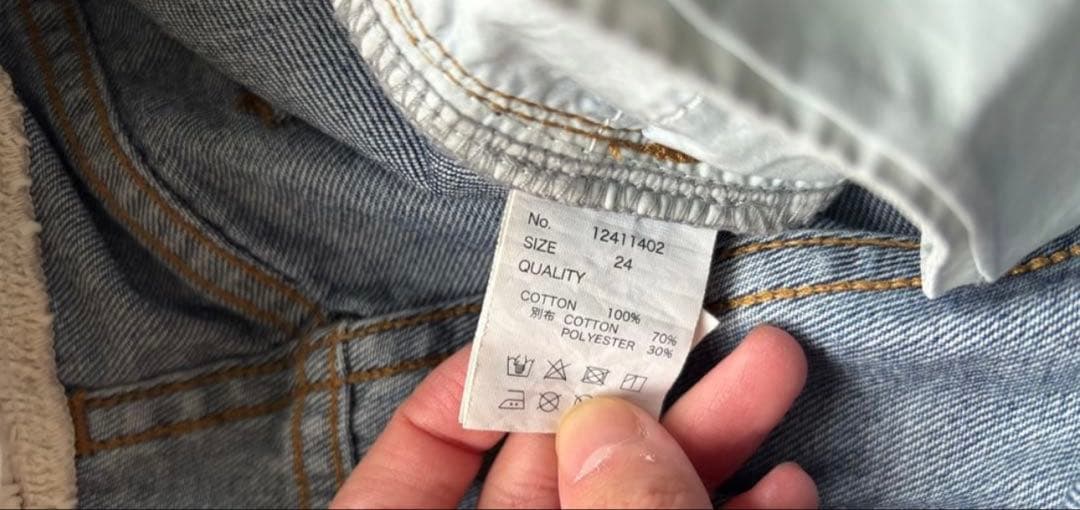 No. 12411402
SIZE 24
QUALITY
COTTON 100%
別布 COTTON 70%
POLYESTER 30%